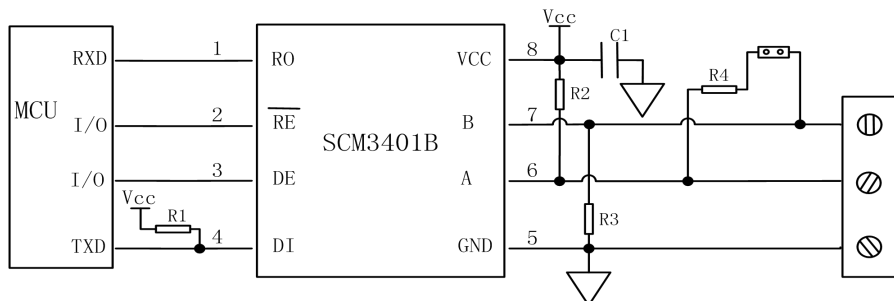 Vcc
C1
RXD 1 RO VCC 8
R2 R4
MCU I/O 2 RE B 7
SCM3401B
I/O 3 DE A 6
Vcc
R1 R3
TXD 4 DI GND 5